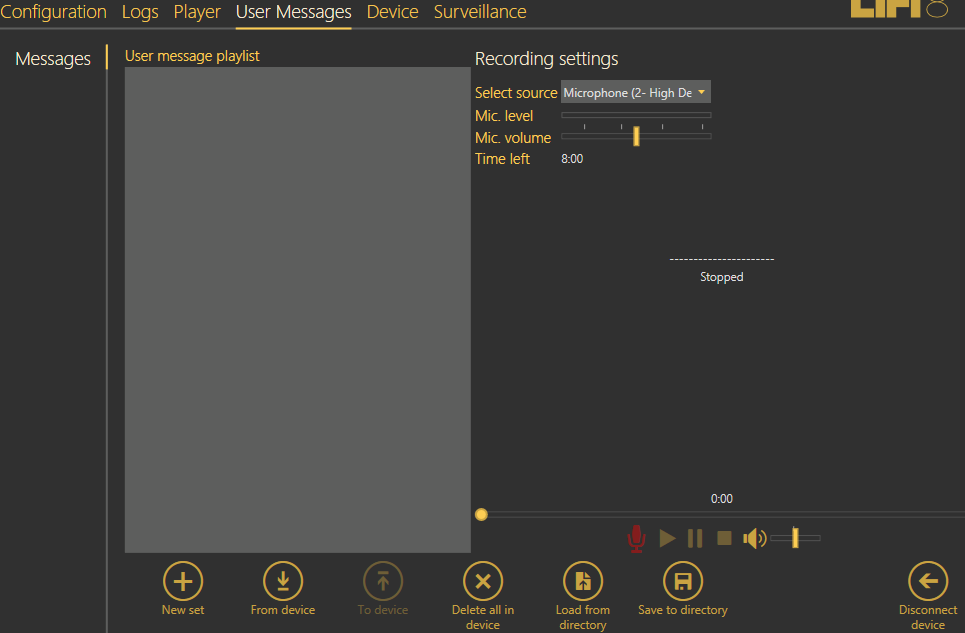 Configuration Logs Player User Messages Device Surveillance
Messages
User message playlist
Recording settings
Select source Microphone (2- High De
Mic. level
Mic. volume
Time left 8:00
-----------------------
Stopped
0:00
New set
From device
To device
Delete all in
device
Load from
directory
Save to directory
Disconnect
device